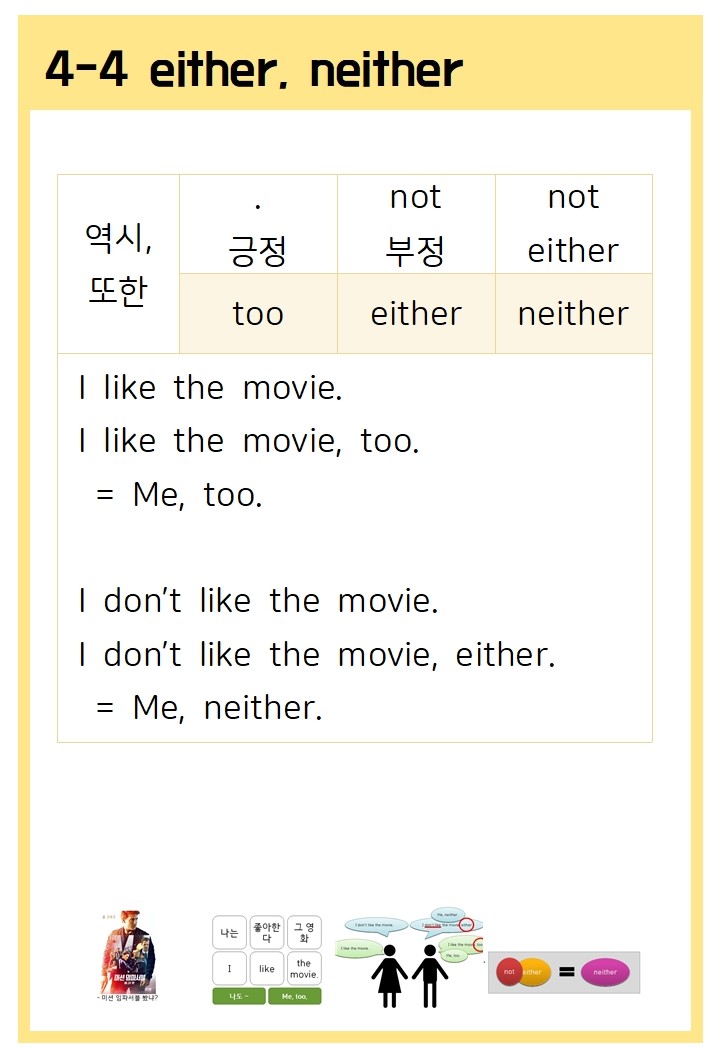 4-4 either, neither
역시,
또한
.
긍정
not
부정
not
either
too
either
neither
I like the movie.
I like the movie, too.
= Me, too.
I don't like the movie.
I don't like the movie, either.
= Me, neither.
미션 임파서블
- 미션 임파서블 봤냐?
나는
좋아한
다
그 영
화
I
like
the
movie.
나도 ~
Me, too.
I don't like the movie.
Me, neither
I don't like the movie either
I like the movie.
I like the movie, too
Me, too.
not
either
=
neither